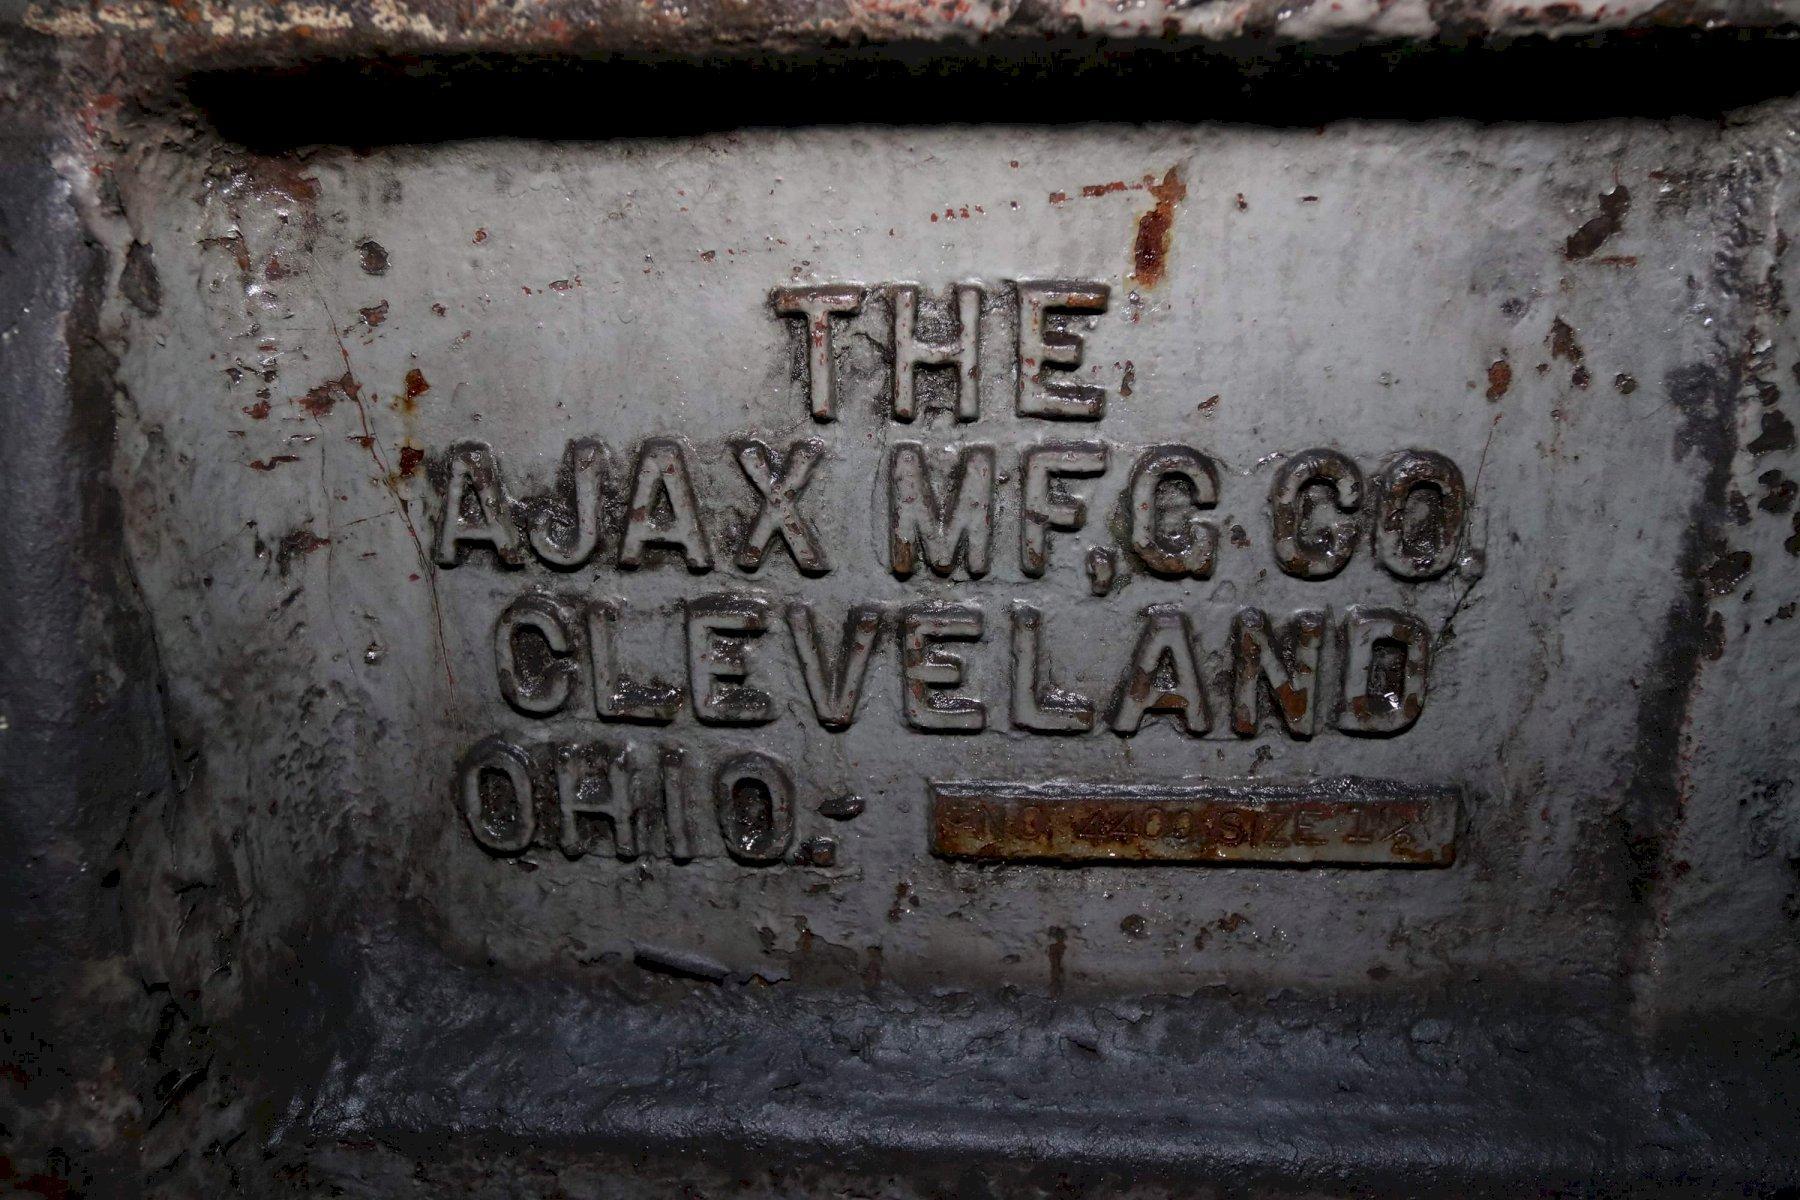 THE
AJAX MF,G CO.
CLEVELAND
OHIO.
NO. 4400 SIZE 1½